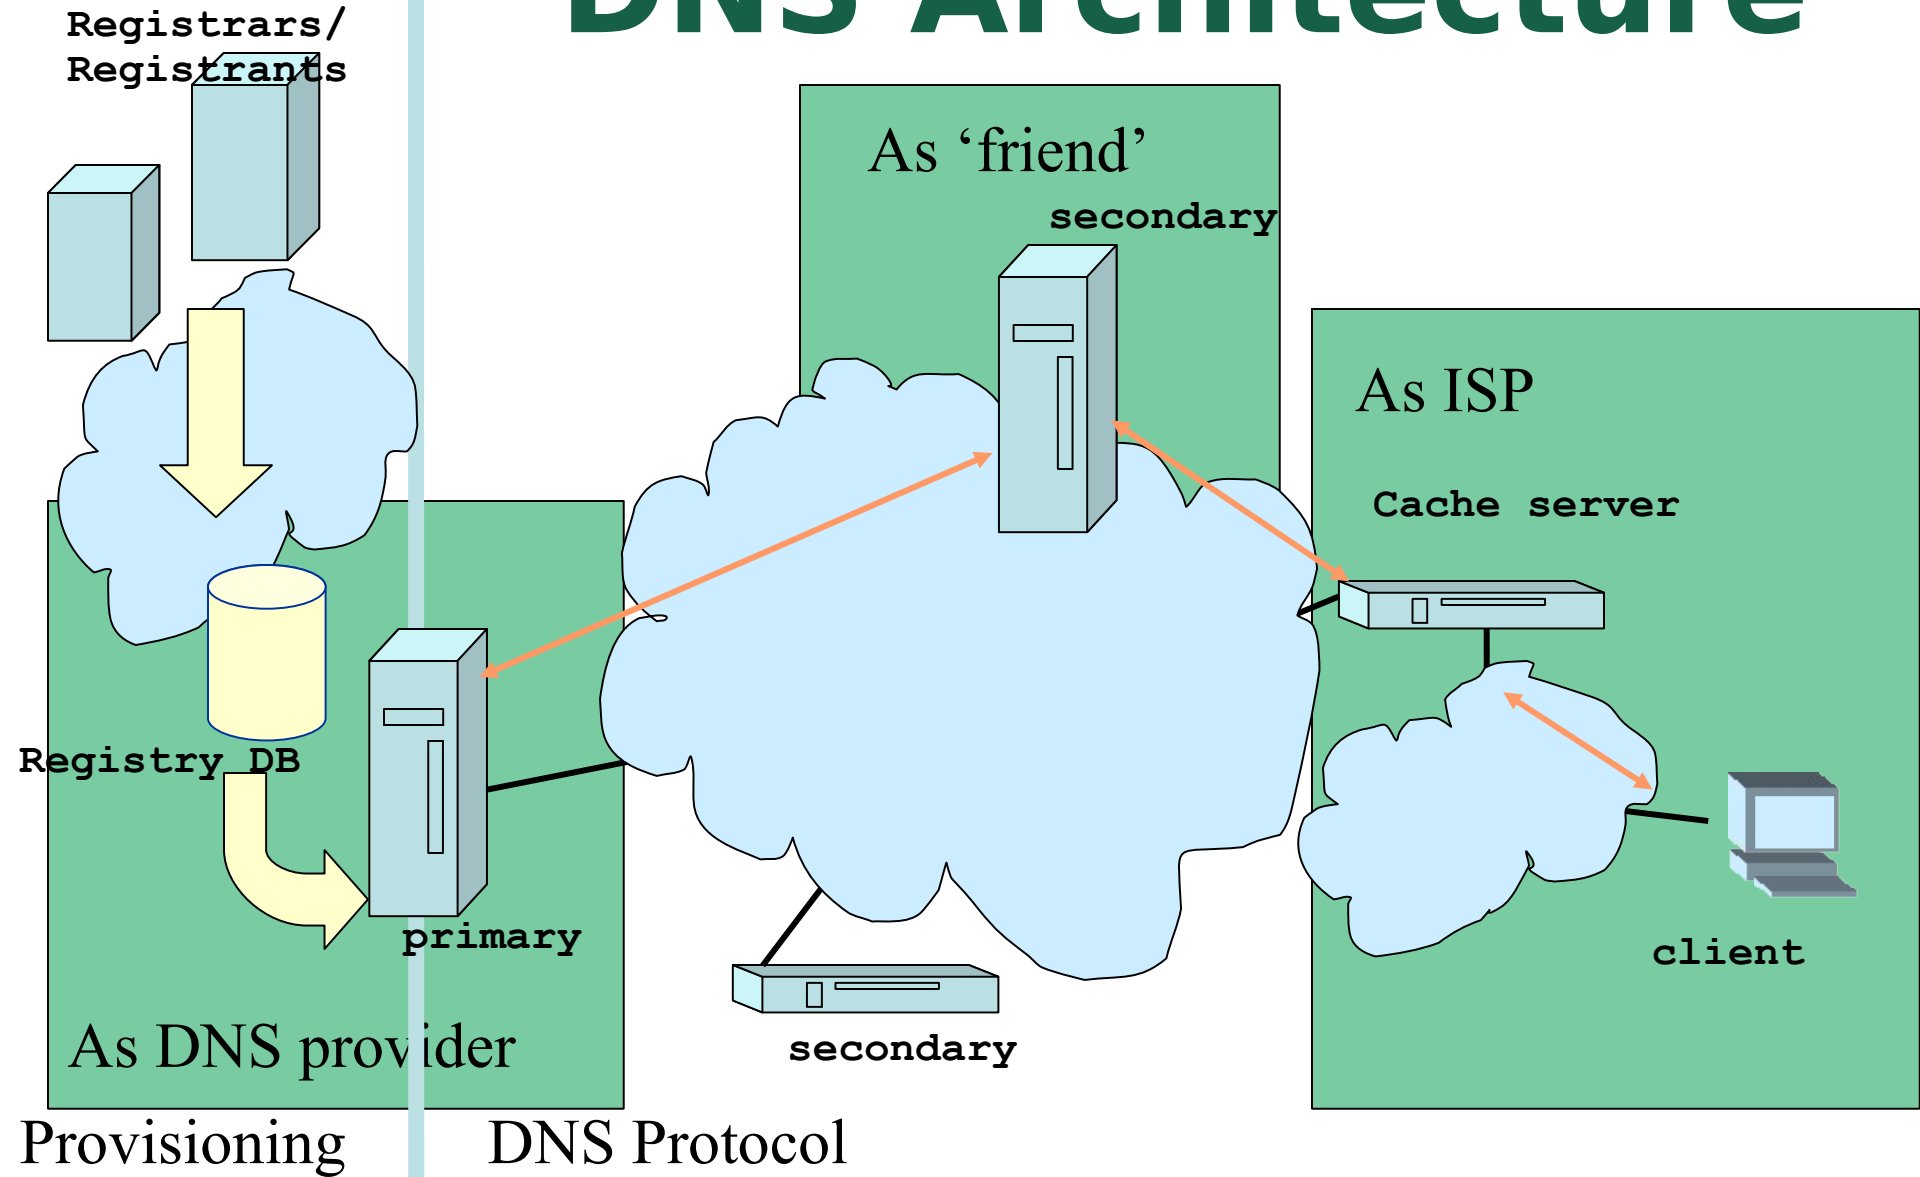 DNS Architecture
Registrars/
Registrants
As ‘friend’
secondary
As ISP
Cache server
Registry DB
primary
client
As DNS provider
secondary
Provisioning
DNS Protocol